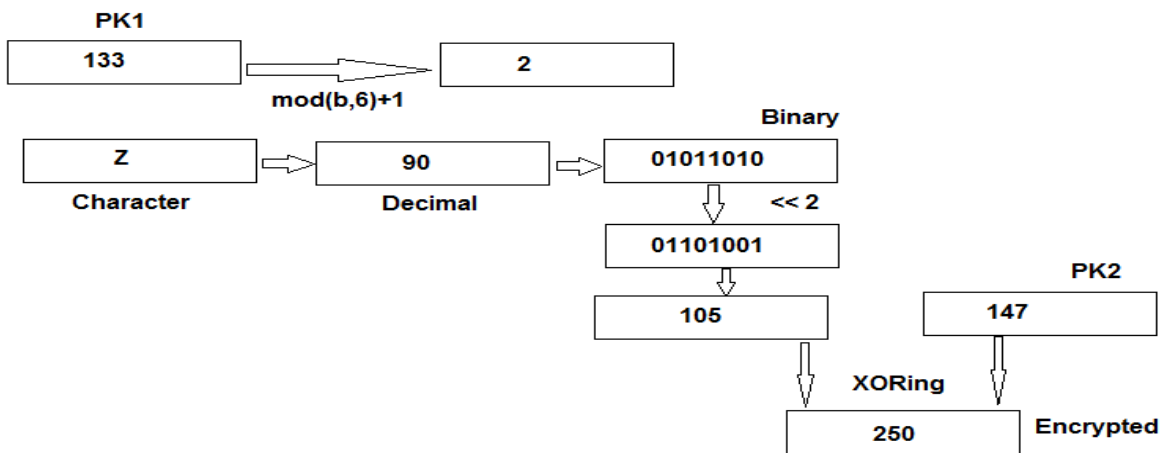 PK1
133
2
mod(b,6)+1
Binary
Z
90
01011010
Character
Decimal
<< 2
01101001
PK2
105
147
XORing
250
Encrypted